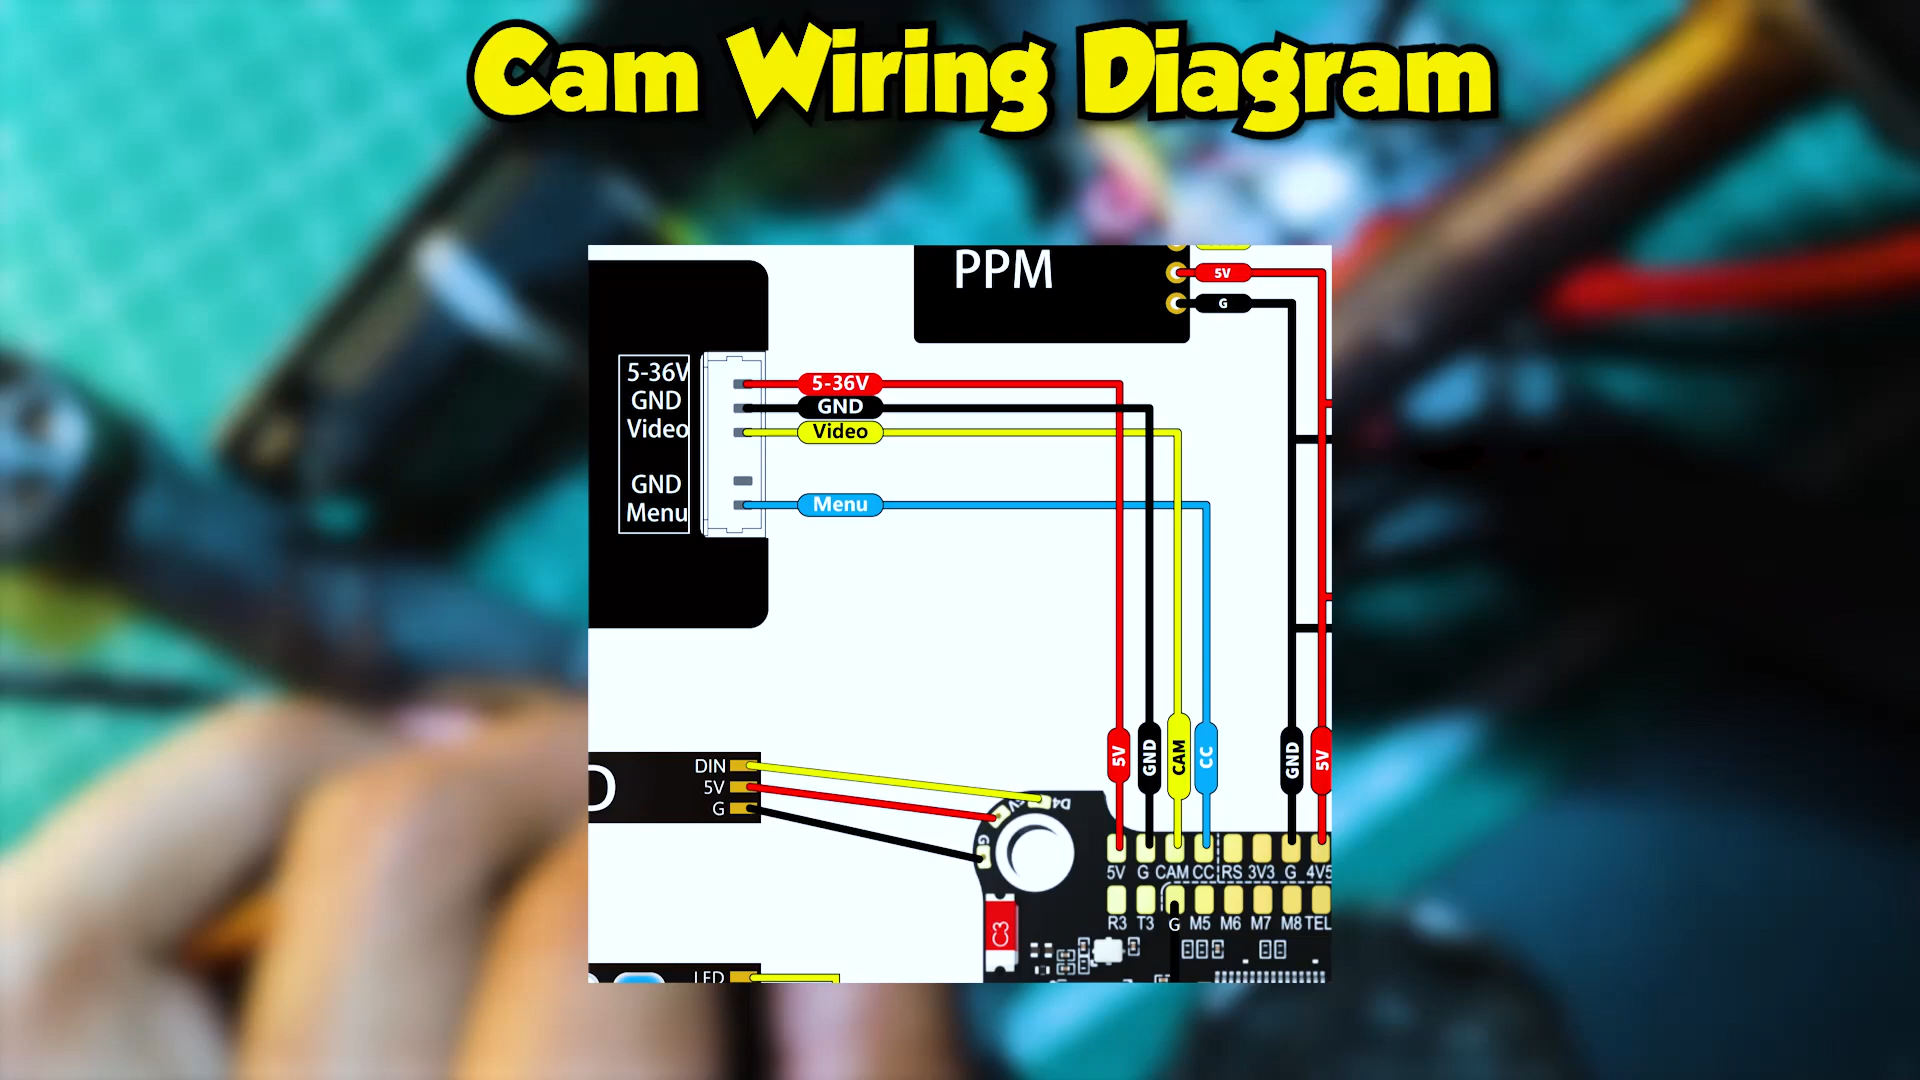 Cam Wiring Diagram
PPM
5V
G
5-36V
GND
Video
GND
Menu
5-36V
GND
Video
Menu
5V
GND
CAM
CC
GND
5V
DIN
5V
G
D4
G
5V G CAM CC RS 3V3 G 4V5
R3 T3 G M5 M6 M7 M8 TEL
C3
LED